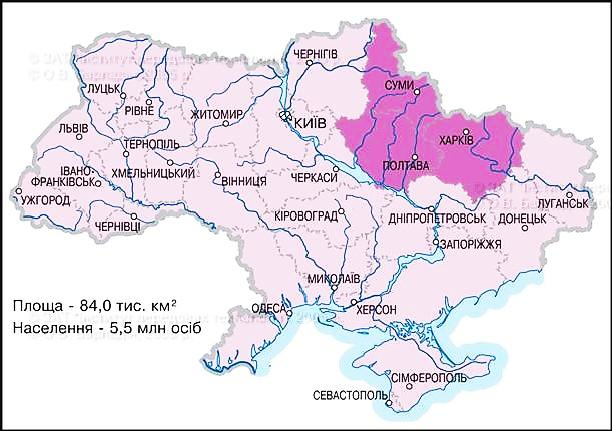 ЧЕРНІГІВ
СУМИ
ЛУЦЬК
РІВНЕ
ЖИТОМИР
КИЇВ
ЛЬВІВ
ХАРКІВ
ТЕРНОПІЛЬ
ПОЛТАВА
ІВАНО-
ФРАНКІВСЬК
ХМЕЛЬНИЦЬКИЙ
ЧЕРКАСИ
ВІННИЦЯ
УЖГОРОД
ЛУГАНСЬК
ЧЕРНІВЦІ
КІРОВОГРАД
ДНІПРОПЕТРОВСЬК
ДОНЕЦЬК
ЗАПОРІЖЖЯ
МИКОЛАЇВ
ОДЕСА
ХЕРСОН
Площа - 84,0 тис. км²
Населення - 5,5 млн осіб
СІМФЕРОПОЛЬ
СЕВАСТОПОЛЬ